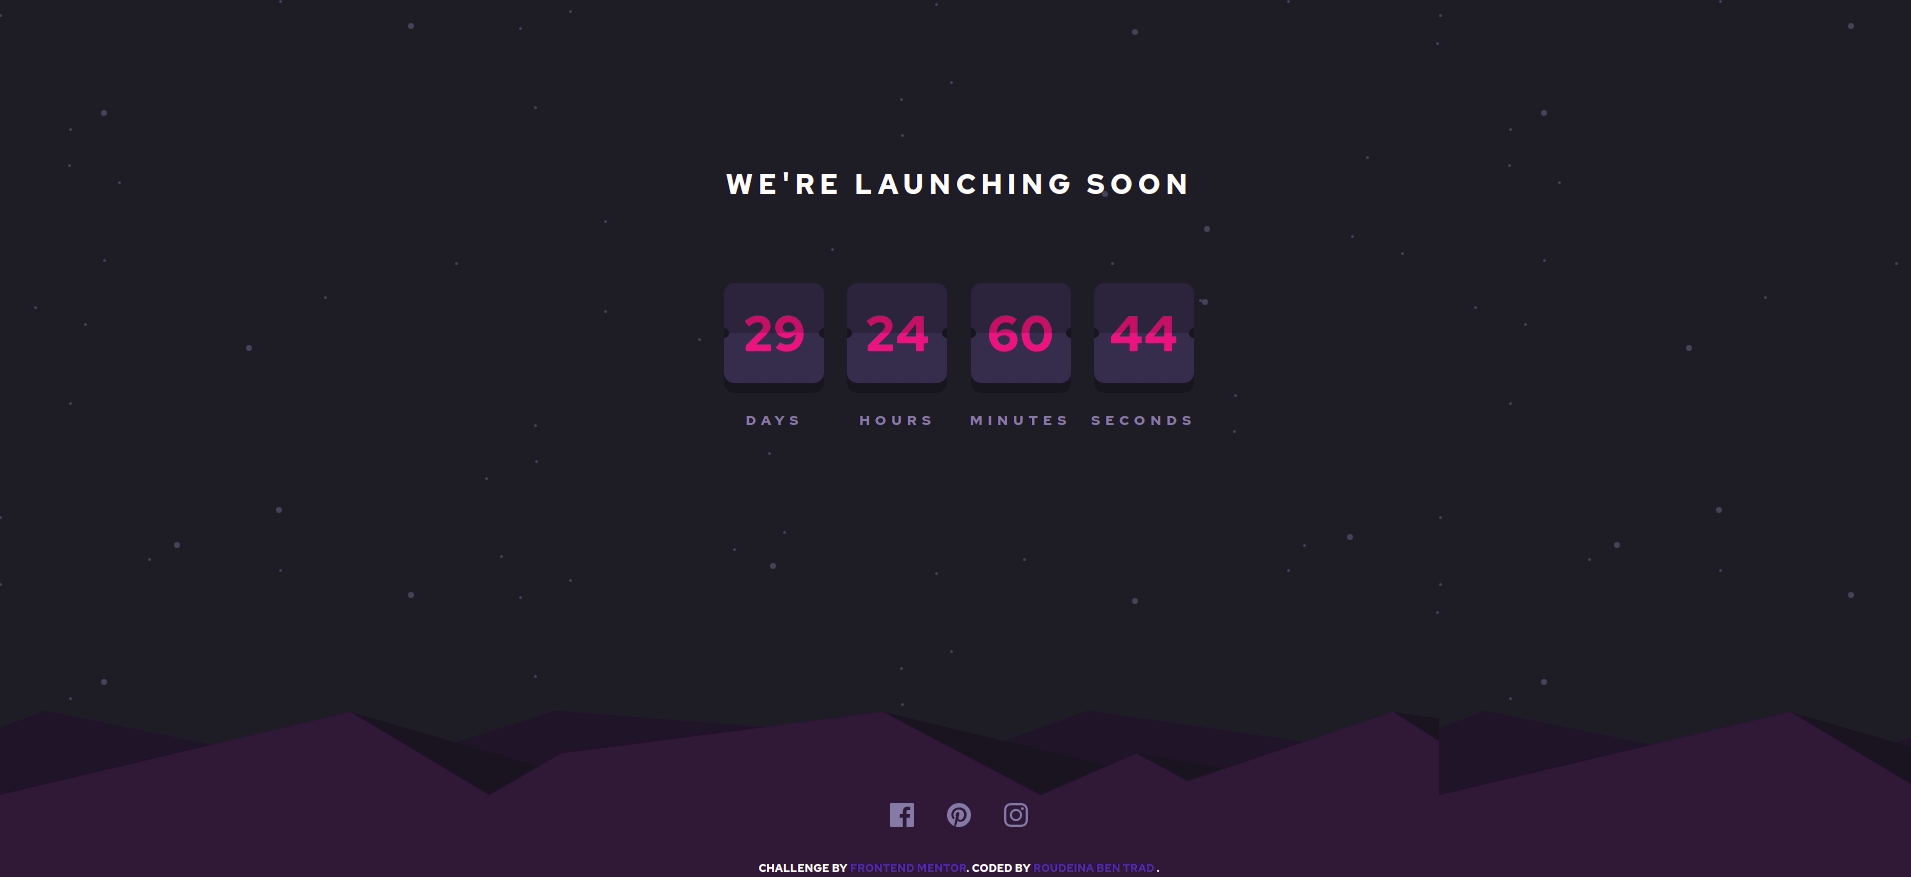 WE'RE LAUNCHING SOON
29 24 60 44
DAYS HOURS MINUTES SECONDS
CHALLENGE BY FRONTEND MENTOR. CODED BY ROUDEINA BEN TRAD .